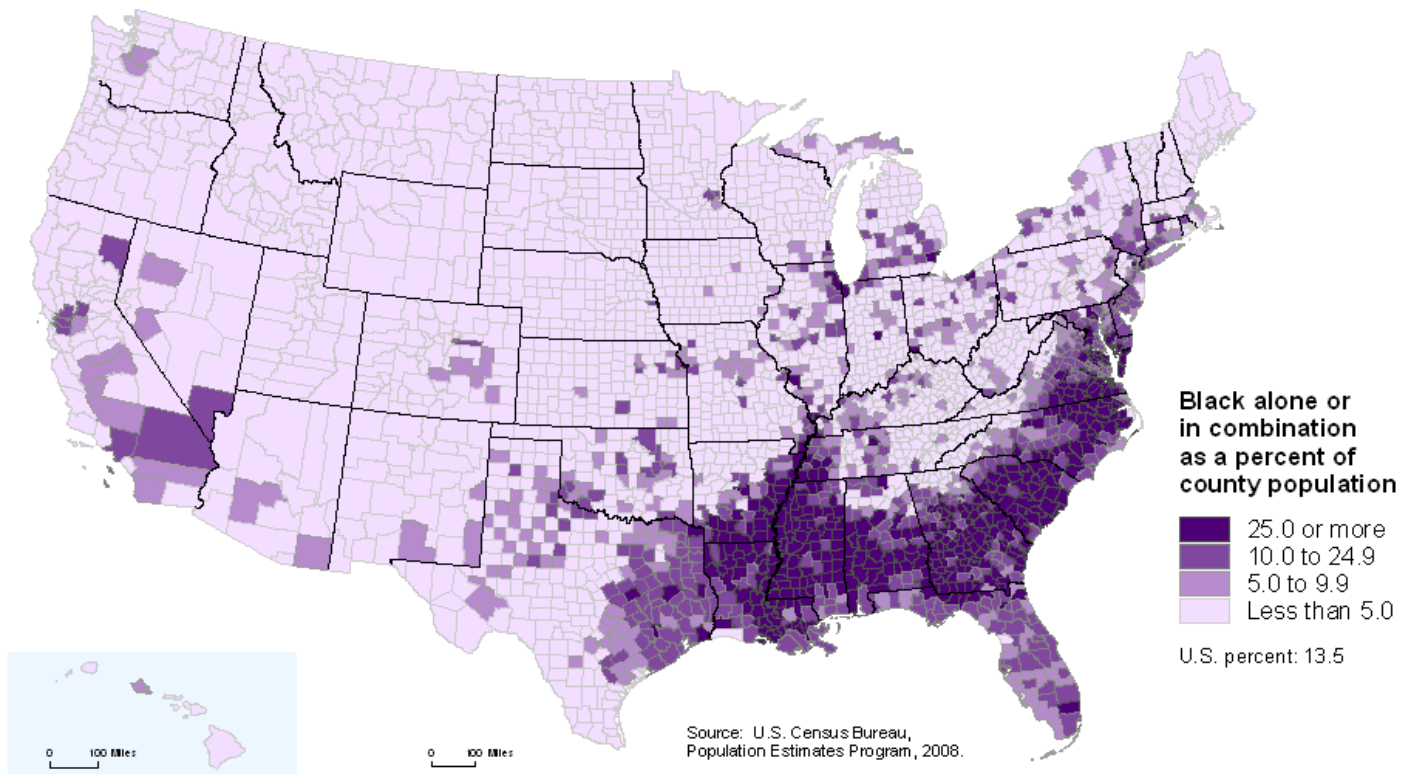 Black alone or
in combination
as a percent of
county population
25.0 or more
10.0 to 24.9
5.0 to 9.9
Less than 5.0
U.S. percent: 13.5
Source: U.S. Census Bureau,
Population Estimates Program, 2008.
0 100 Miles
0 100 Miles